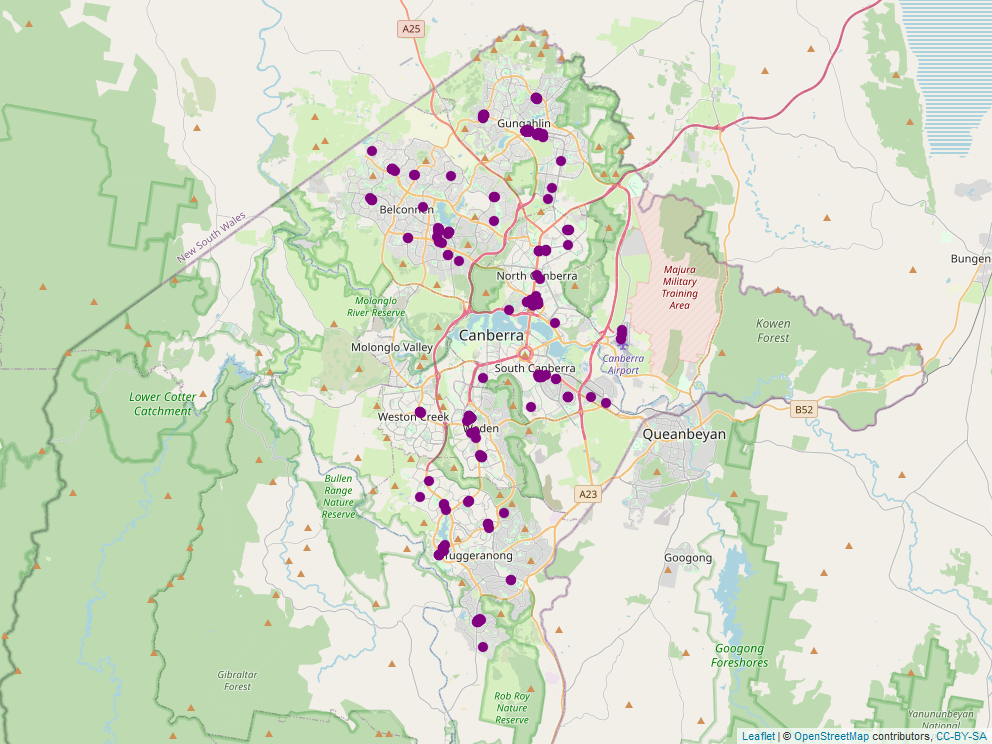 A25
Gungahlin
Belconnen
New South Wales
Bungen
North Canberra
Majura
Military
Training
Area
Molonglo
River Reserve
Kowen
Forest
Canberra
Molonglo Valley
Canberra
Airport
South Canberra
Lower Cotter
Catchment
B52
Weston Creek
Woden
Queanbeyan
Bullen
Range
Nature
Reserve
A23
Tuggeranong
Googong
Googong
Foreshores
Gibraltar
Forest
Rob Roy
Nature
Reserve
Yanununbeyan
National
Leaflet | © OpenStreetMap contributors, CC-BY-SA